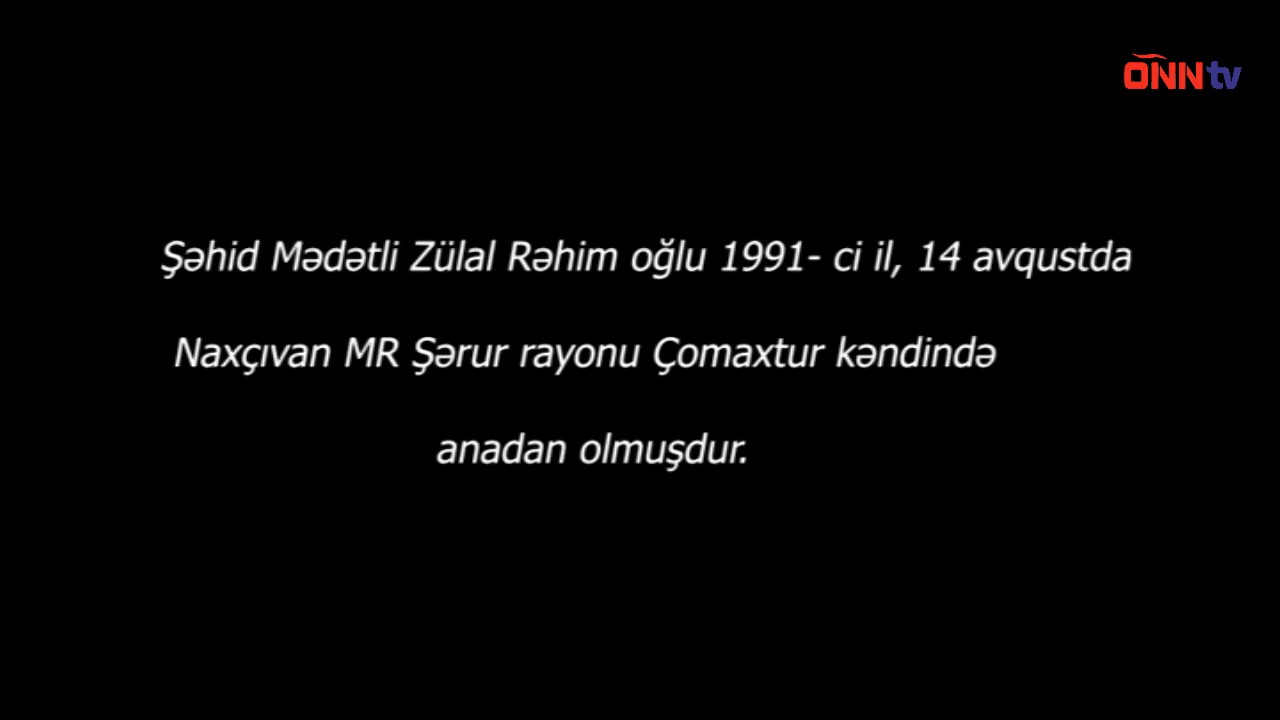 ONNtv
Şəhid Mədətli Zülal Rəhim oğlu 1991- ci il, 14 avqustda
Naxçıvan MR Şərur rayonu Çomaxtur kəndində
anadan olmuşdur.